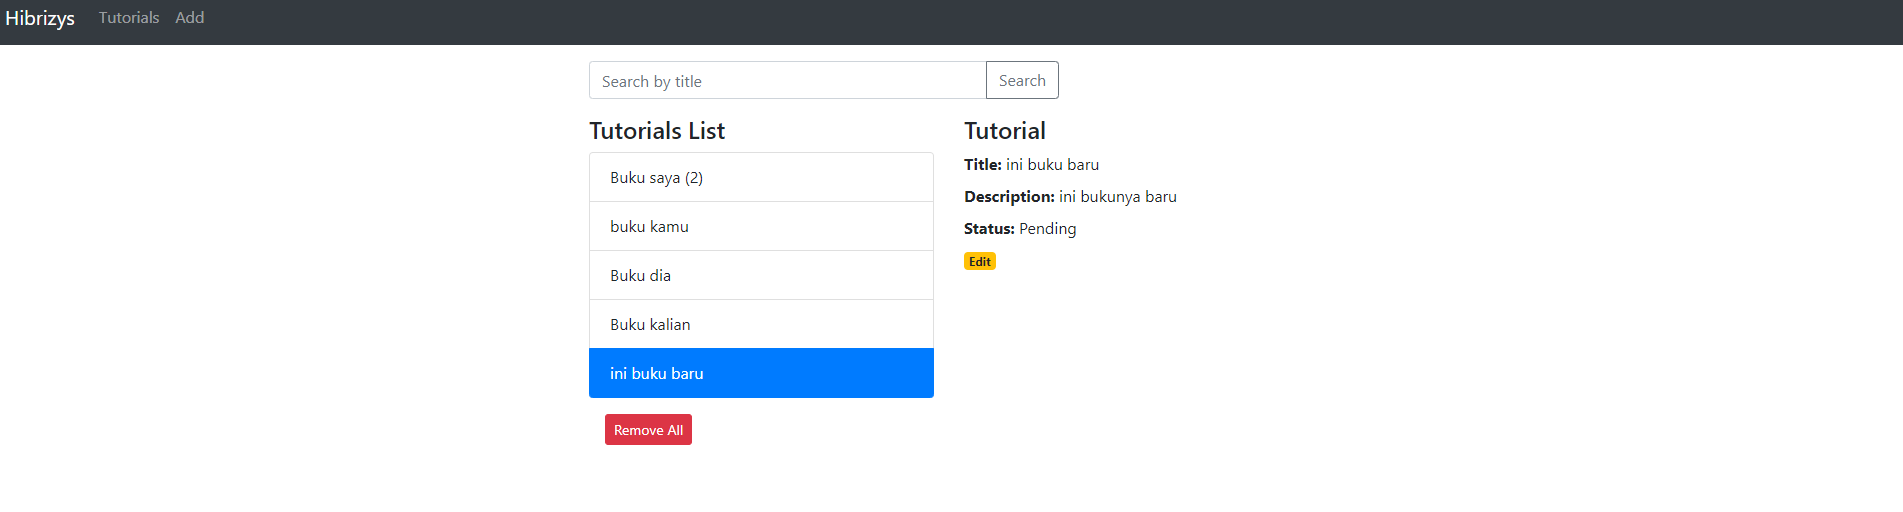 Hibrizys Tutorials Add
Search by title Search
Tutorials List
Buku saya (2)
buku kamu
Buku dia
Buku kalian
ini buku baru
Remove All
Tutorial
Title: ini buku baru
Description: ini bukunya baru
Status: Pending
Edit